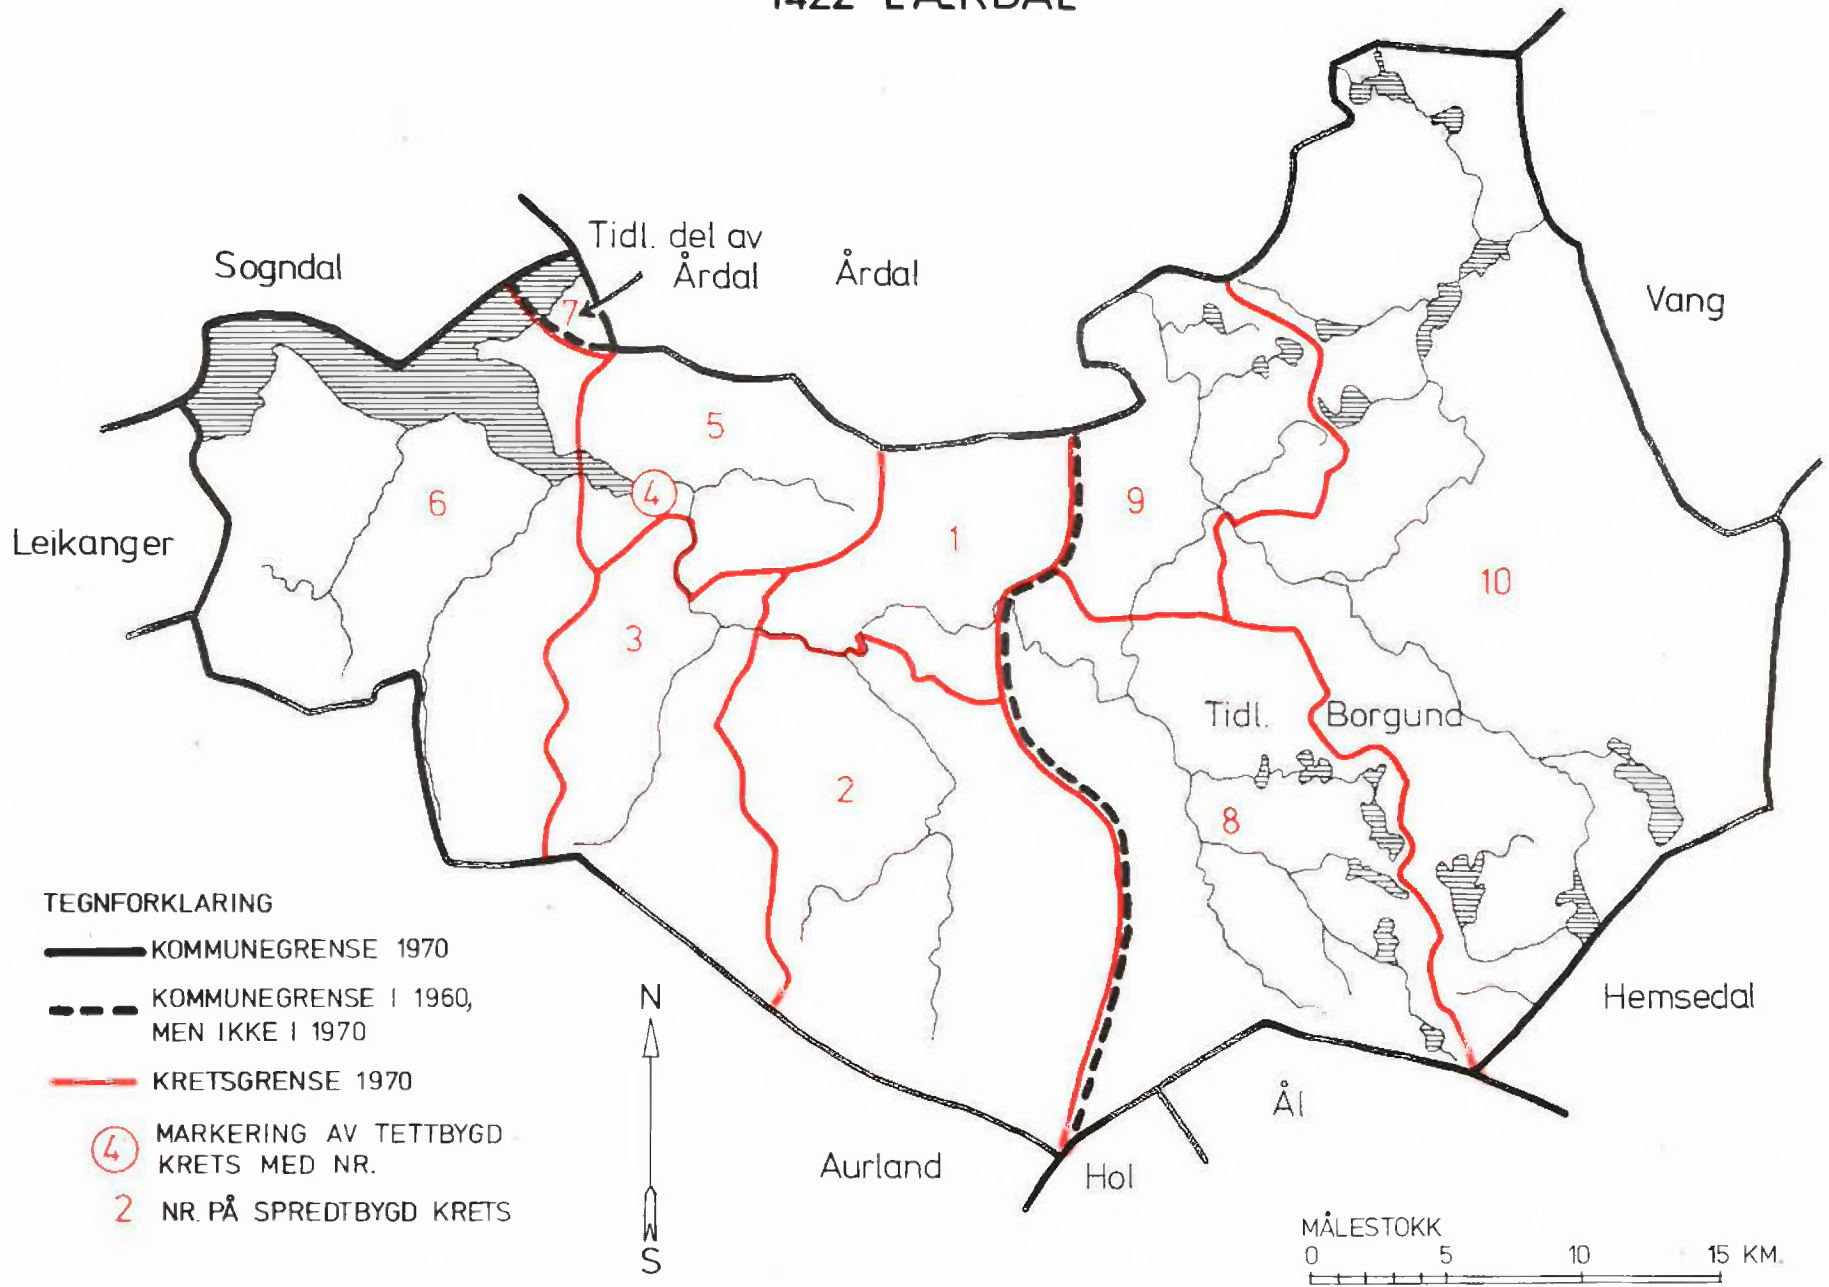 1422 LÆRDAL
Tidl. del av
Årdal
Årdal
Sogndal
Vang
7
5
4
6
9
1
Leikanger
10
3
Tidl. Borgund
2
8
TEGNFORKLARING
KOMMUNEGRENSE 1970
KOMMUNEGRENSE I 1960,
MEN IKKE I 1970
KRETSGRENSE 1970
4 MARKERING AV TETTBYGD
KRETS MED NR.
2 NR. PÅ SPREDTBYGD KRETS
N
S
Hemsedal
Ål
Aurland
Hol
MÅLESTOKK
0 5 10 15 KM.